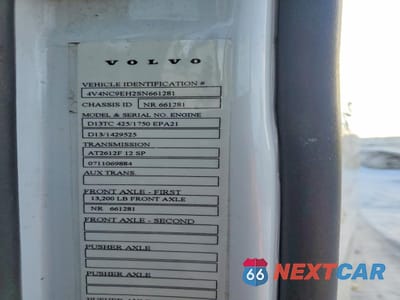 VOLVO
VEHICLE IDENTIFICATION #
4V4NC9EH2SN661281
CHASSIS ID NR 661281
MODEL & SERIAL NO. ENGINE
D13TC 425/1750 EPA21
D13/1429525
TRANSMISSION
AT2612F 12 SP
0711069884
AUX TRANS.
FRONT AXLE - FIRST
13,200 LB FRONT AXLE
NR 661281
FRONT AXLE - SECOND
PUSHER AXLE
PUSHER AXLE
66 NEXTCAR